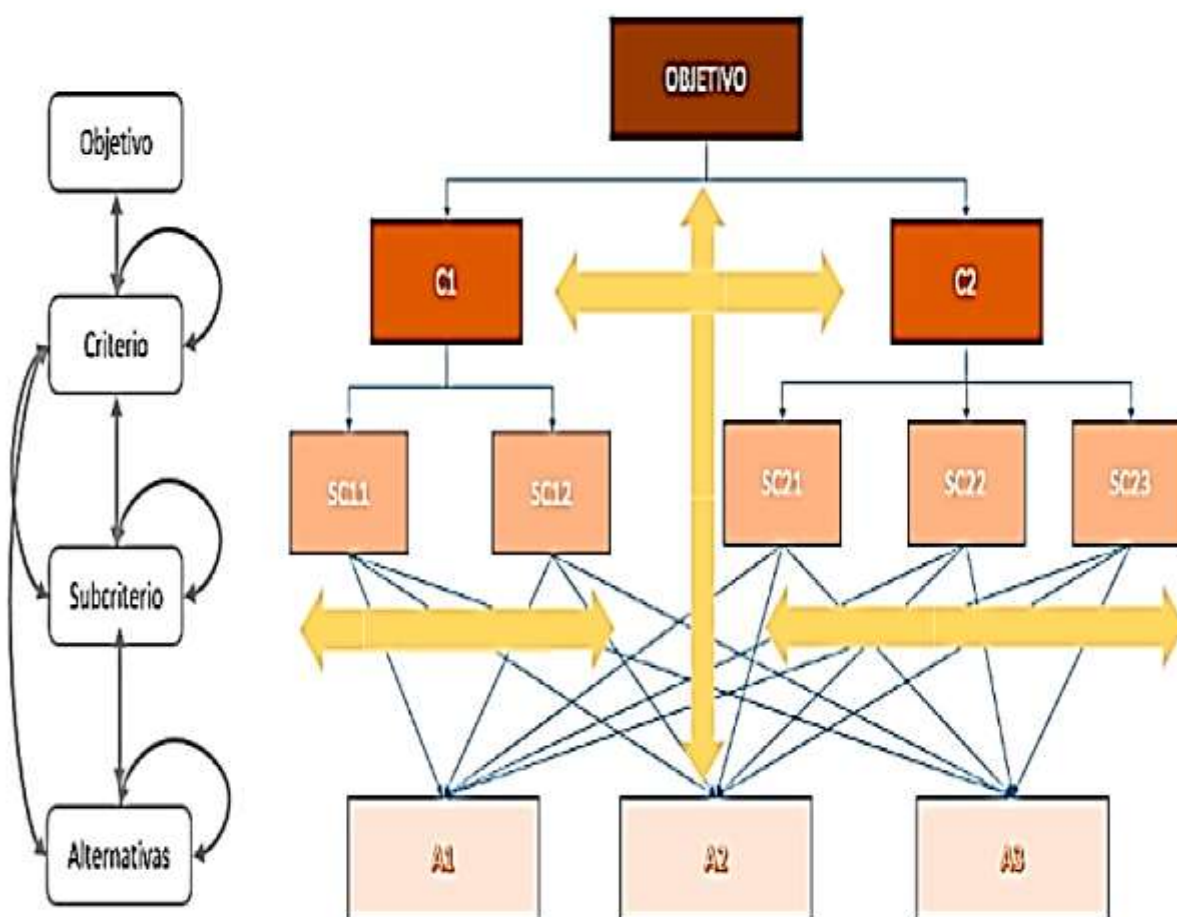 Objetivo
Criterio
Subcriterio
Alternativas
OBJETIVO
C1
C2
SC11
SC12
SC21
SC22
SC23
A1
A2
A3